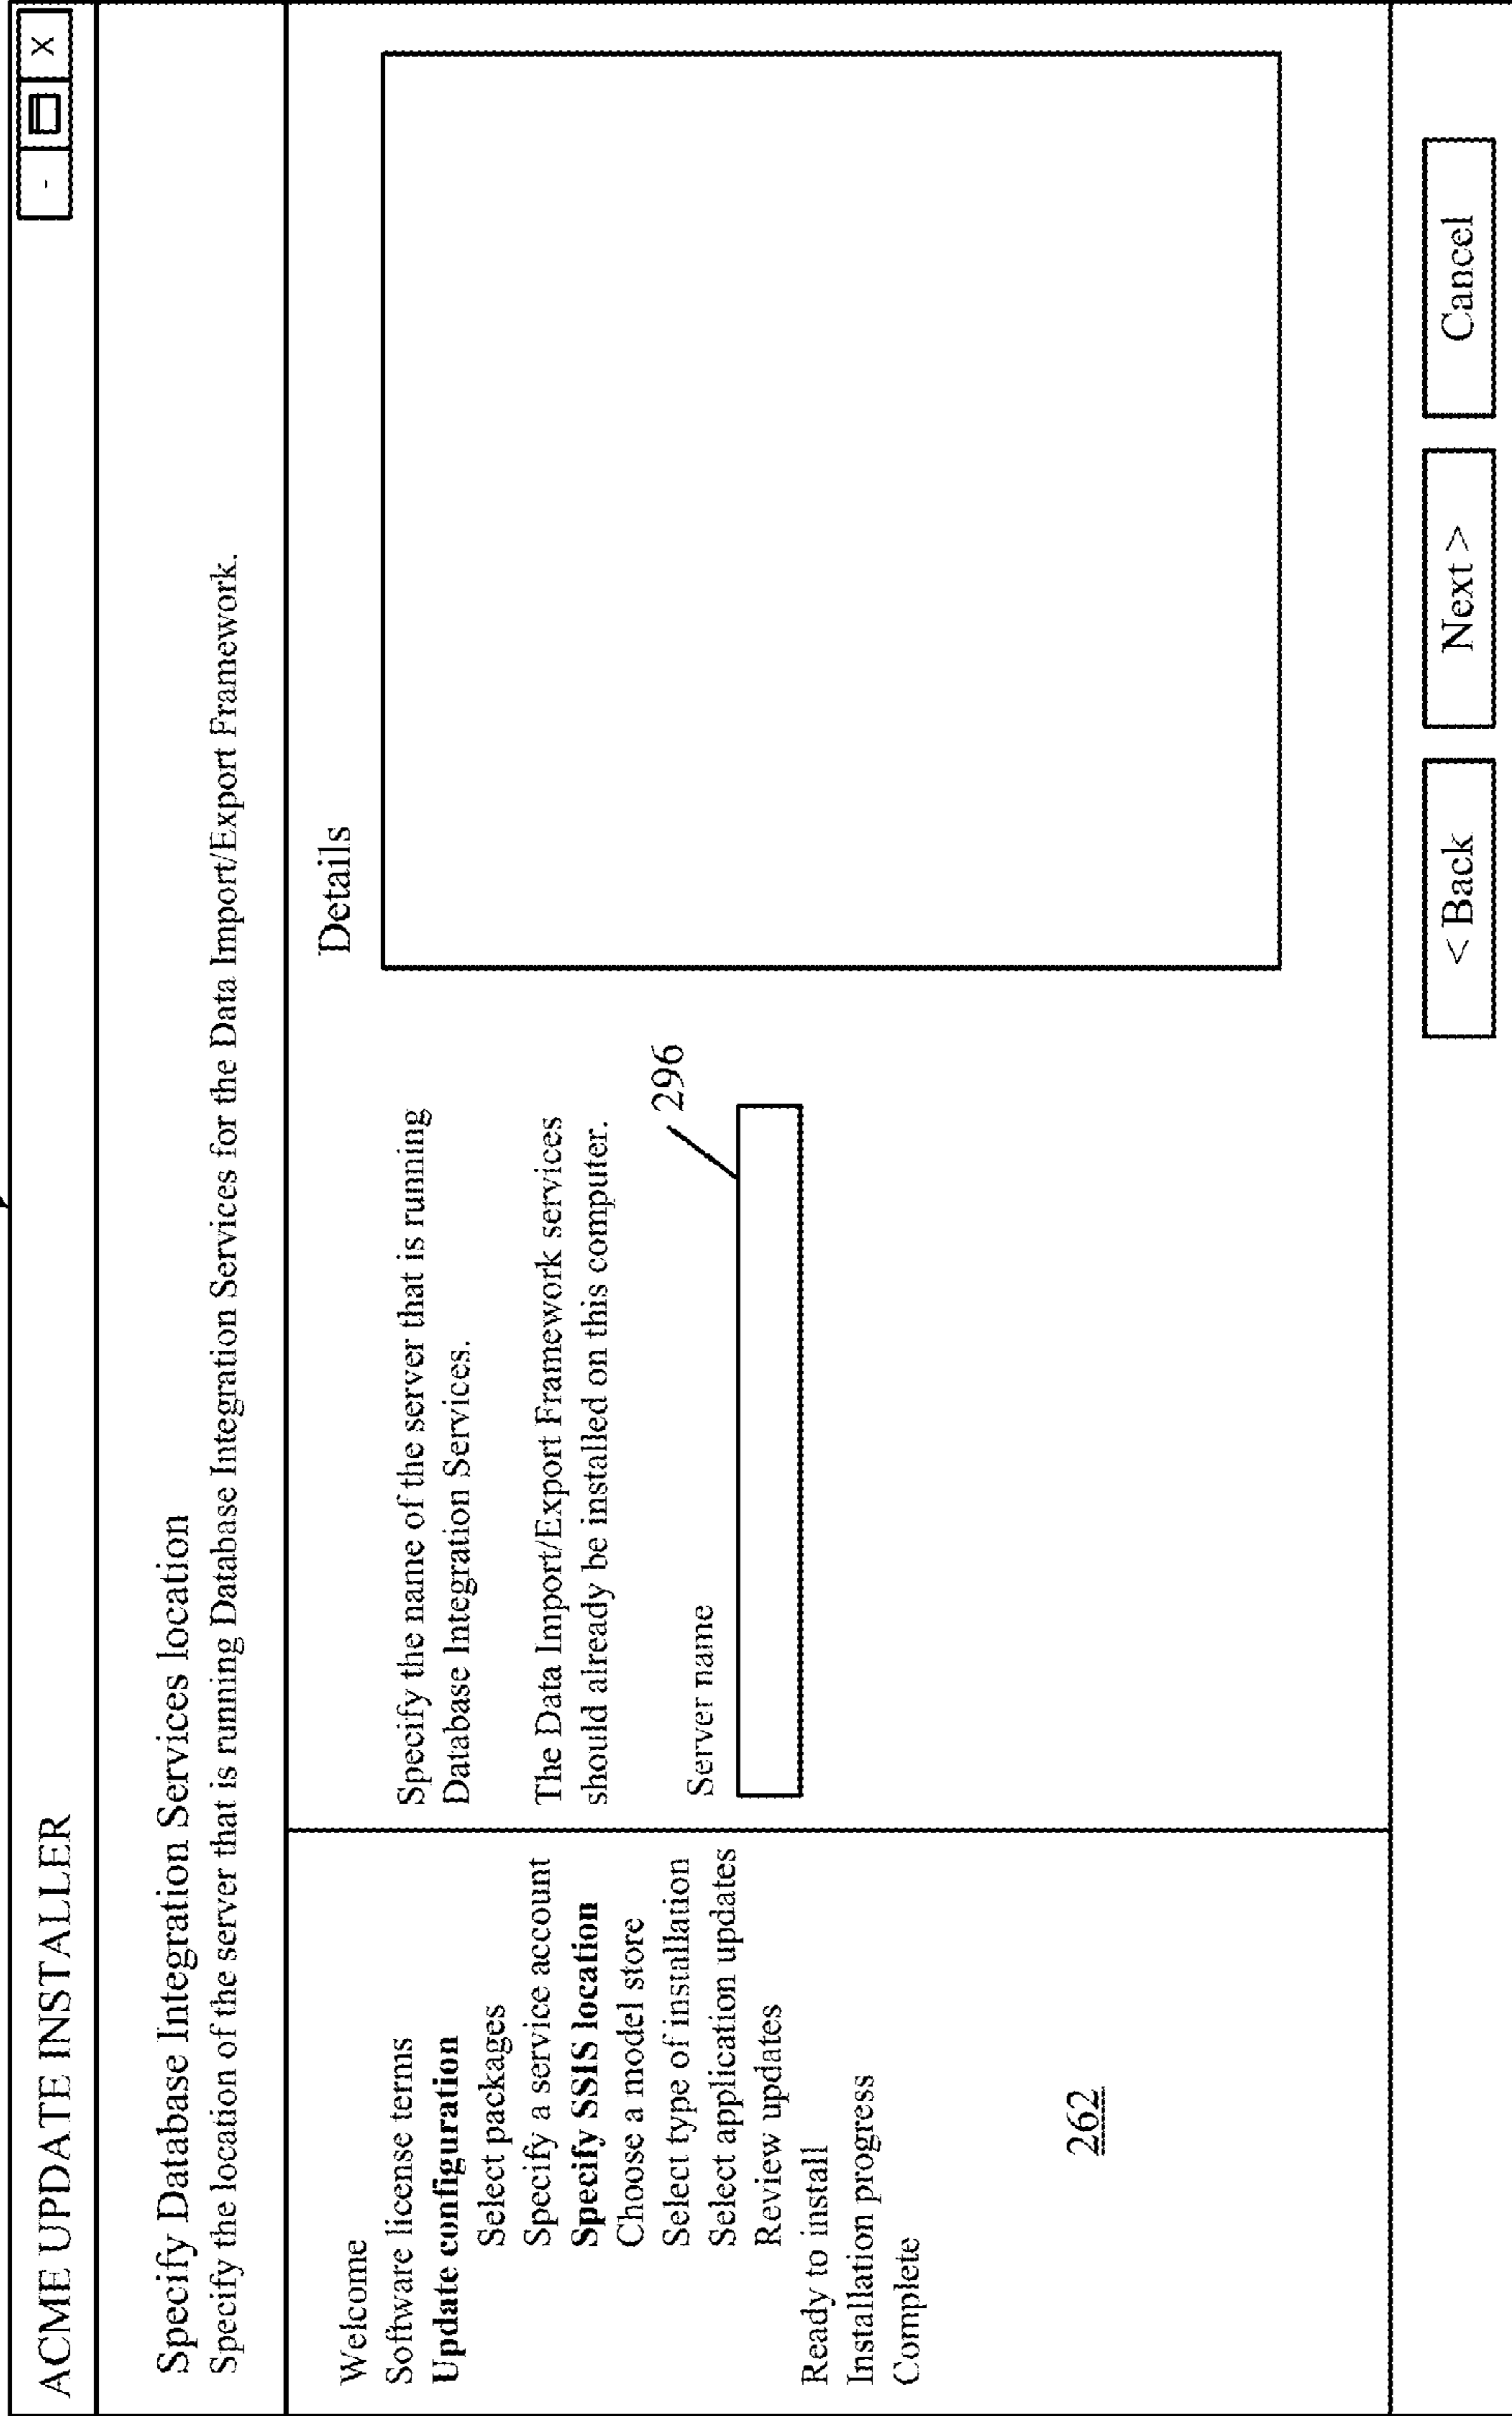 ACME UPDATE INSTALLER
- X
Specify Database Integration Services location
Specify the location of the server that is running Database Integration Services for the Data Import/Export Framework.
Welcome
Software license terms
Update configuration
Select packages
Specify a service account
Specify SSIS location
Choose a model store
Select type of installation
Select application updates
Review updates
Ready to install
Installation progress
Complete
262
Specify the name of the server that is running
Database Integration Services.
The Data Import/Export Framework services
should already be installed on this computer.
Server name
296
Details
< Back
Next >
Cancel